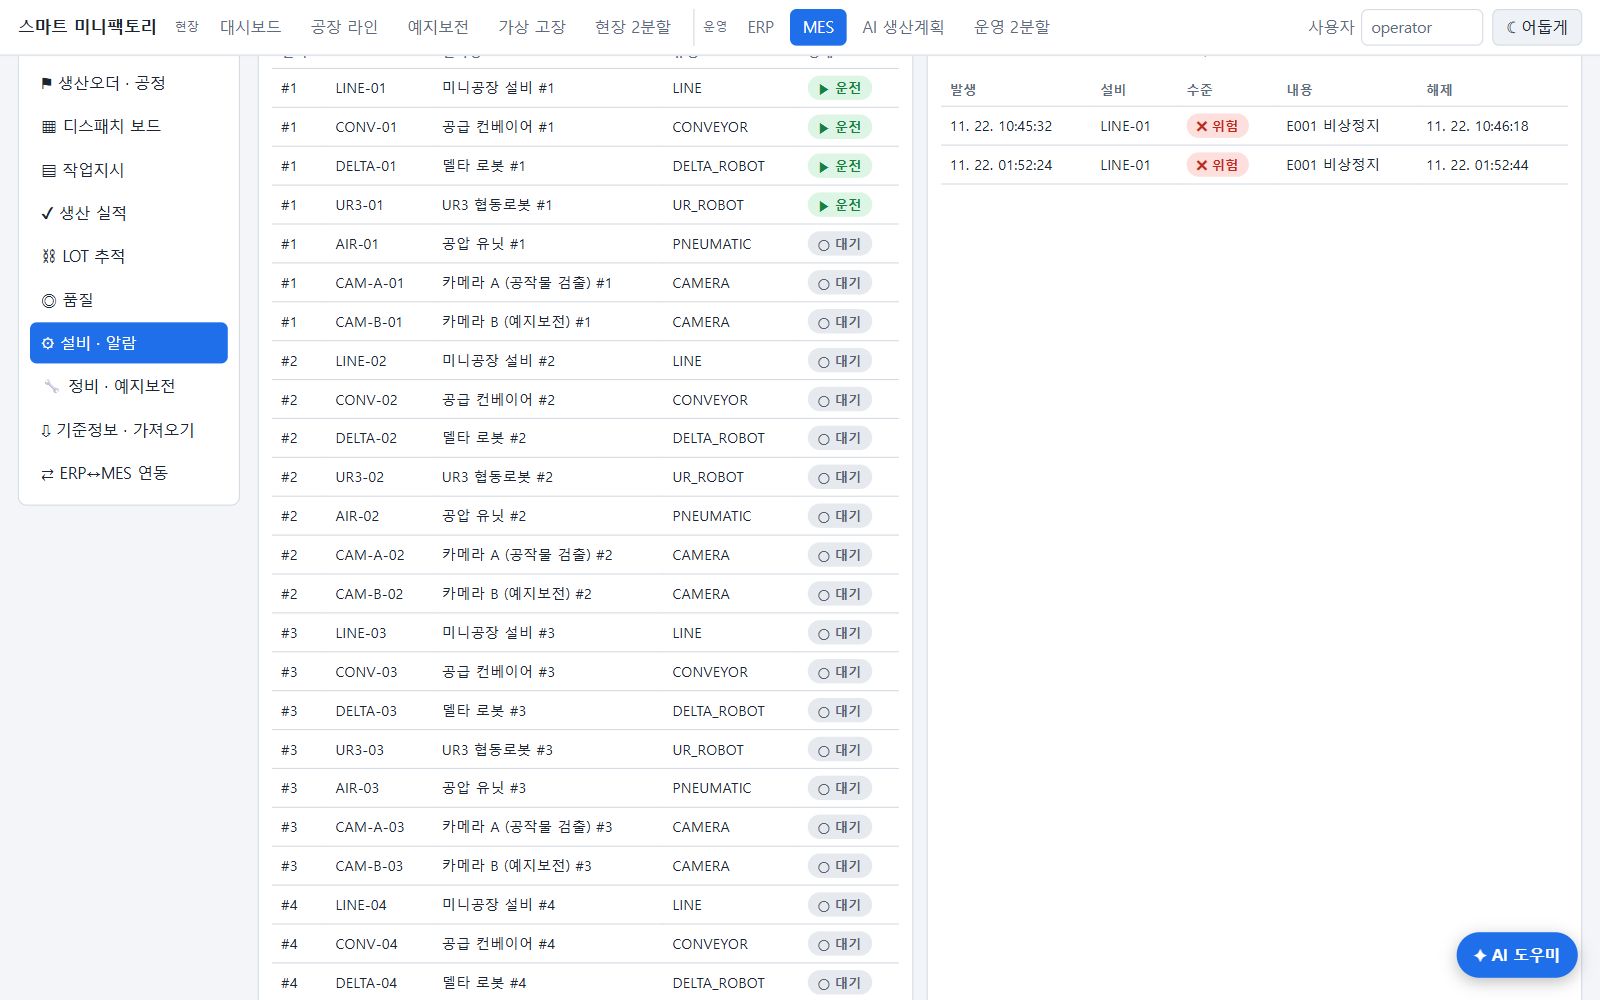 스마트 미니팩토리 현장 대시보드 공장 라인 예지보전 가상 고장 현장 2분할 운영 ERP MES AI 생산계획 운영 2분할 사용자 operator ☾ 어둡게
⚑ 생산오더 · 공정
▦ 디스패치 보드
▤ 작업지시
✓ 생산 실적
⛓ LOT 추적
◎ 품질
⚙ 설비 · 알람
🔧 정비 · 예지보전
⇩ 기준정보 · 가져오기
⇄ ERP↔MES 연동
#1 LINE-01 미니공장 설비 #1 LINE ▶ 운전
#1 CONV-01 공급 컨베이어 #1 CONVEYOR ▶ 운전
#1 DELTA-01 델타 로봇 #1 DELTA_ROBOT ▶ 운전
#1 UR3-01 UR3 협동로봇 #1 UR_ROBOT ▶ 운전
#1 AIR-01 공압 유닛 #1 PNEUMATIC ○ 대기
#1 CAM-A-01 카메라 A (공작물 검출) #1 CAMERA ○ 대기
#1 CAM-B-01 카메라 B (예지보전) #1 CAMERA ○ 대기
#2 LINE-02 미니공장 설비 #2 LINE ○ 대기
#2 CONV-02 공급 컨베이어 #2 CONVEYOR ○ 대기
#2 DELTA-02 델타 로봇 #2 DELTA_ROBOT ○ 대기
#2 UR3-02 UR3 협동로봇 #2 UR_ROBOT ○ 대기
#2 AIR-02 공압 유닛 #2 PNEUMATIC ○ 대기
#2 CAM-A-02 카메라 A (공작물 검출) #2 CAMERA ○ 대기
#2 CAM-B-02 카메라 B (예지보전) #2 CAMERA ○ 대기
#3 LINE-03 미니공장 설비 #3 LINE ○ 대기
#3 CONV-03 공급 컨베이어 #3 CONVEYOR ○ 대기
#3 DELTA-03 델타 로봇 #3 DELTA_ROBOT ○ 대기
#3 UR3-03 UR3 협동로봇 #3 UR_ROBOT ○ 대기
#3 AIR-03 공압 유닛 #3 PNEUMATIC ○ 대기
#3 CAM-A-03 카메라 A (공작물 검출) #3 CAMERA ○ 대기
#3 CAM-B-03 카메라 B (예지보전) #3 CAMERA ○ 대기
#4 LINE-04 미니공장 설비 #4 LINE ○ 대기
#4 CONV-04 공급 컨베이어 #4 CONVEYOR ○ 대기
#4 DELTA-04 델타 로봇 #4 DELTA_ROBOT ○ 대기
발생 설비 수준 내용 해제
11. 22. 10:45:32 LINE-01 ✕ 위험 E001 비상정지 11. 22. 10:46:18
11. 22. 01:52:24 LINE-01 ✕ 위험 E001 비상정지 11. 22. 01:52:44
✦ AI 도우미